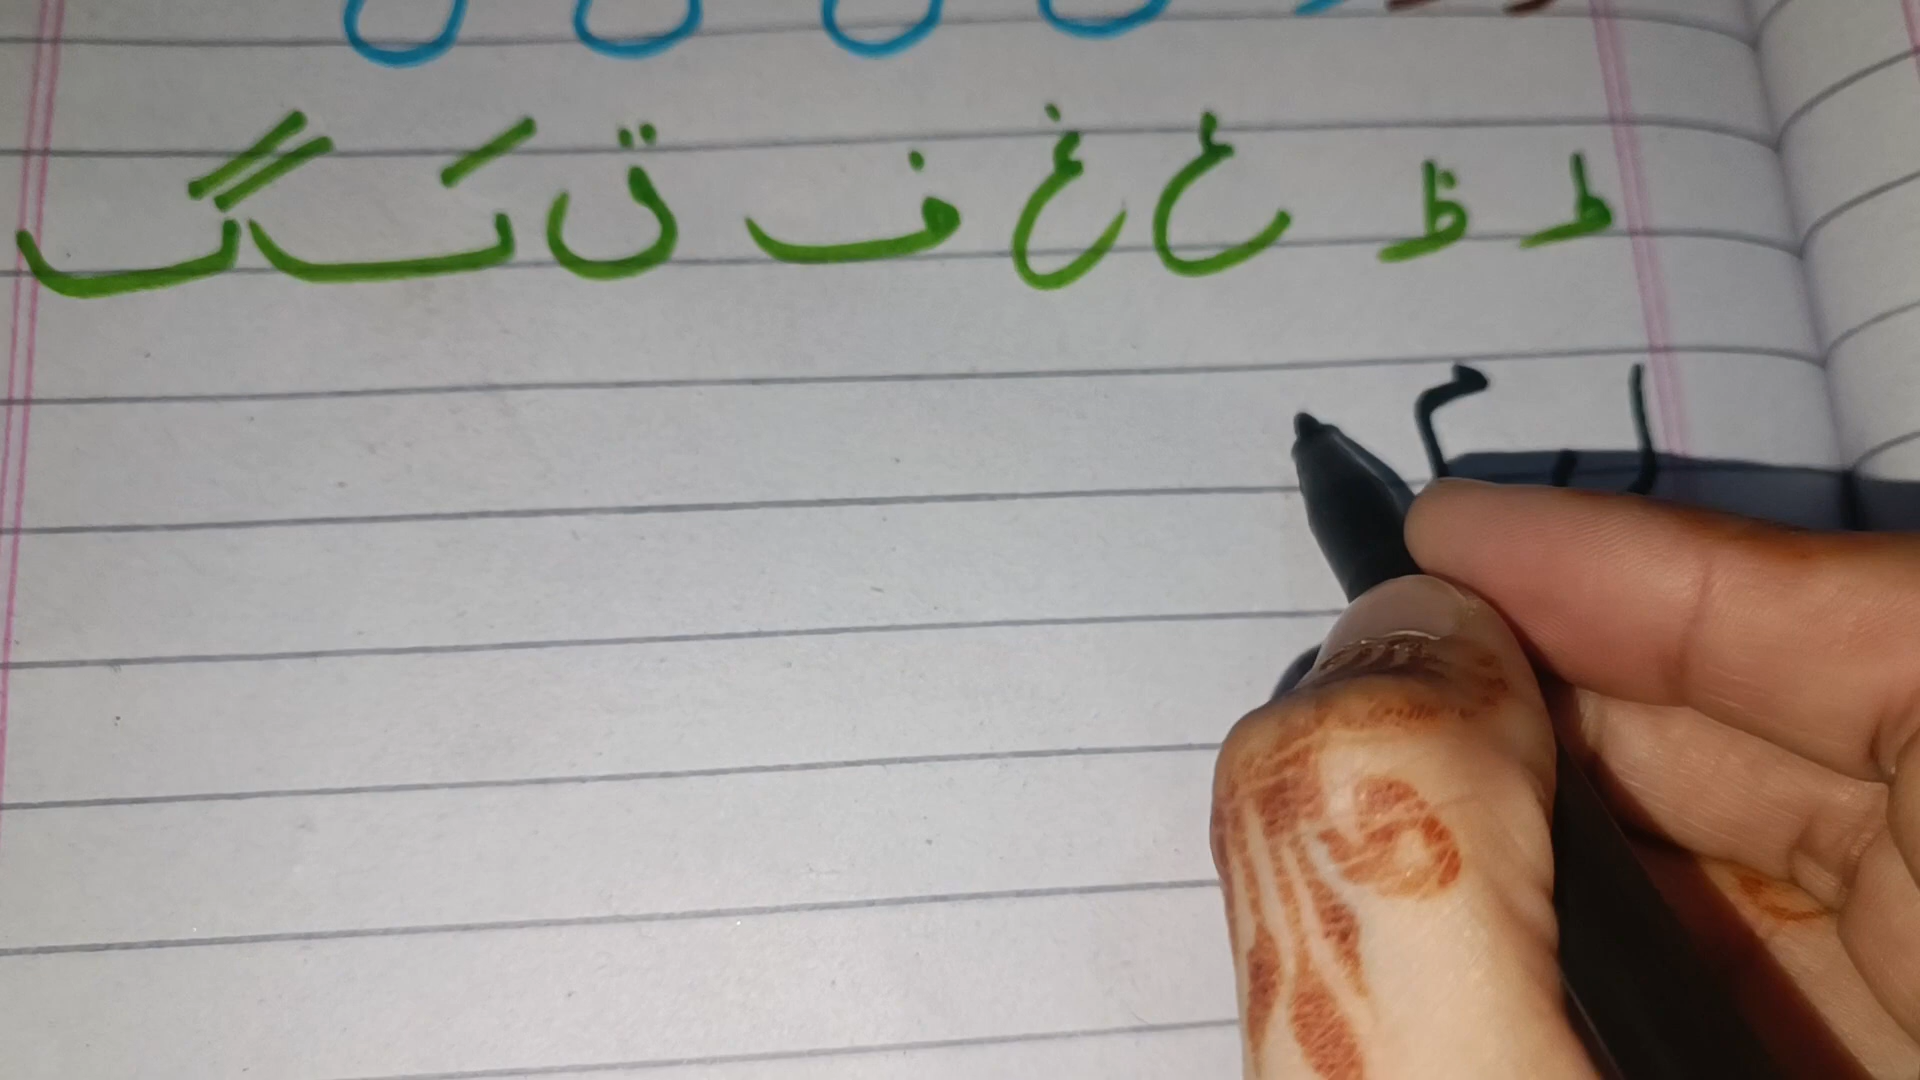 ط ظ ع غ ف ق ک گ
ل م